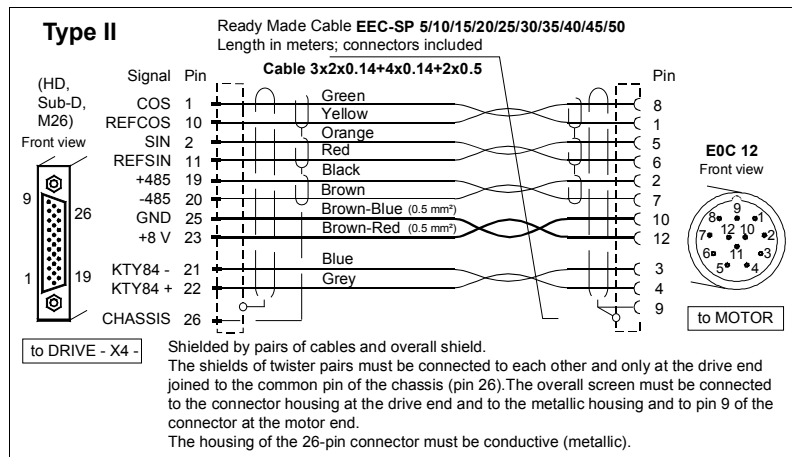 Type II
Ready Made Cable EEC-SP 5/10/15/20/25/30/35/40/45/50
Length in meters; connectors included
Cable 3x2x0.14+4x0.14+2x0.5
(HD,
Sub-D,
M26)
Front view
9
26
1
19
to DRIVE - X4 -
Signal Pin
COS 1 Green 8
REFCOS 10 Yellow 1
SIN 2 Orange 5
REFSIN 11 Red 6
+485 19 Black 2
-485 20 Brown 7
GND 25 Brown-Blue (0.5 mm²) 10
+8 V 23 Brown-Red (0.5 mm²) 12
KTY84 - 21 Blue 3
KTY84 + 22 Grey 4
CHASSIS 26 9
Pin
E0C 12
Front view
9
8 1
7 12 10 2
6 11 3
5 4
to MOTOR
Shielded by pairs of cables and overall shield.
The shields of twister pairs must be connected to each other and only at the drive end
joined to the common pin of the chassis (pin 26).The overall screen must be connected
to the connector housing at the drive end and to the metallic housing and to pin 9 of the
connector at the motor end.
The housing of the 26-pin connector must be conductive (metallic).